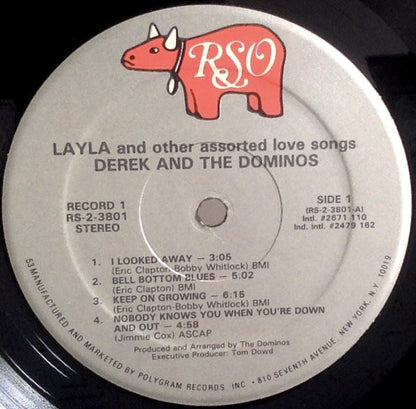 RSO
LAYLA and other assorted love songs
DEREK AND THE DOMINOS
RECORD 1
RS-2-3801
STEREO
SIDE 1
(RS-2-3801-A)
Intl. #2671 110
Ind. Intl. #2479 162
1. I LOOKED AWAY — 3:05
(Eric Clapton-Bobby Whitlock) BMI
2. BELL BOTTOM BLUES — 5:02
(Eric Clapton) BMI
3. KEEP ON GROWING — 6:15
(Eric Clapton-Bobby Whitlock) BMI
4. NOBODY KNOWS YOU WHEN YOU'RE DOWN
AND OUT — 4:58
(Jimmie Cox) ASCAP
Produced and Arranged by The Dominos
Executive Producer: Tom Dowd
53 MANUFACTURED AND MARKETED BY POLYGRAM RECORDS, INC • 810 SEVENTH AVENUE, NEW YORK, N.Y. 10019